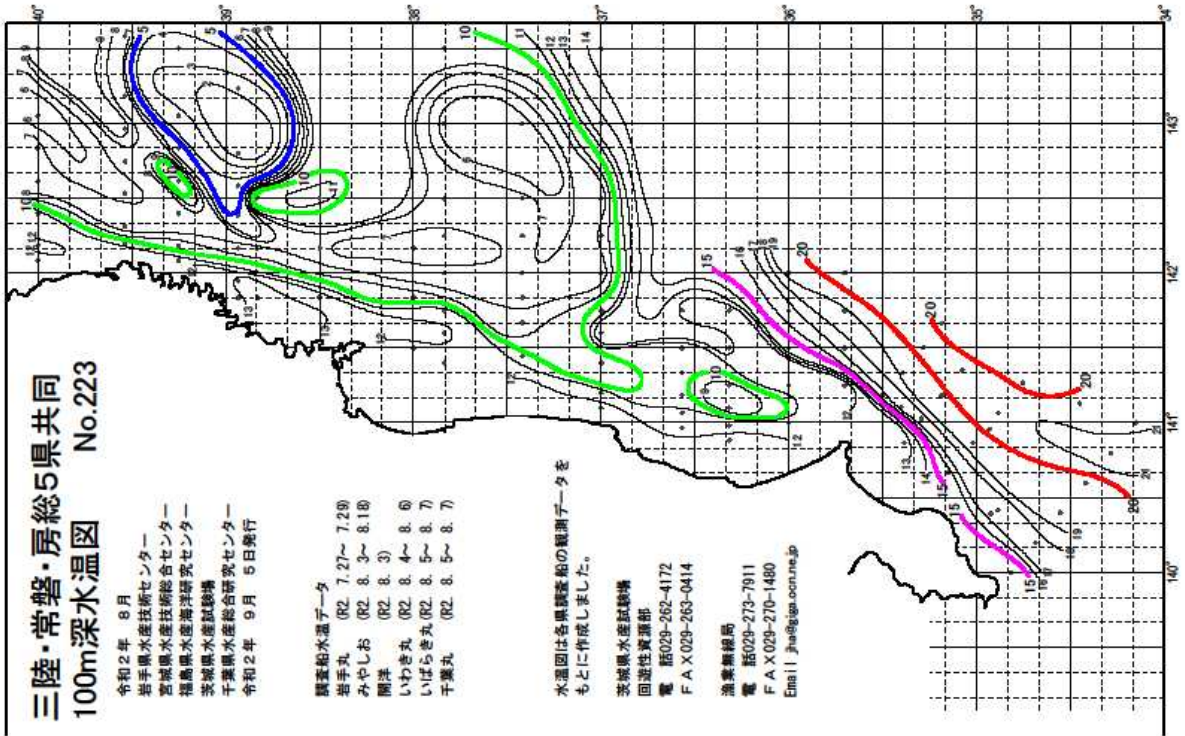 三陸・常磐・房総5県共同
100m深水温図 No.223
令和2年 8月
岩手県水産技術センター
宮城県水産技術総合センター
福島県水産海洋研究センター
茨城県水産試験場
千葉県水産総合研究センター
令和2年 9月 5日発行
調査船水温データ
岩手丸 (R2. 7.27～ 7.29)
みやしお (R2. 8. 3～ 8.18)
開洋 (R2. 8. 3)
いわき丸 (R2. 8. 4～ 8. 6)
いばらき丸 (R2. 8. 5～ 8. 7)
千葉丸 (R2. 8. 5～ 8. 7)
水温図は各県調査船の観測データを
もとに作成しました。
茨城県水産試験場
回遊性資源部
電 話029-262-4172
FAX029-263-0414
漁業無線局
電 話029-273-7911
FAX029-270-1480
Email jha@giga.ocn.ne.jp
40°
39°
38°
37°
36°
35°
34°
143°
142°
141°
140°